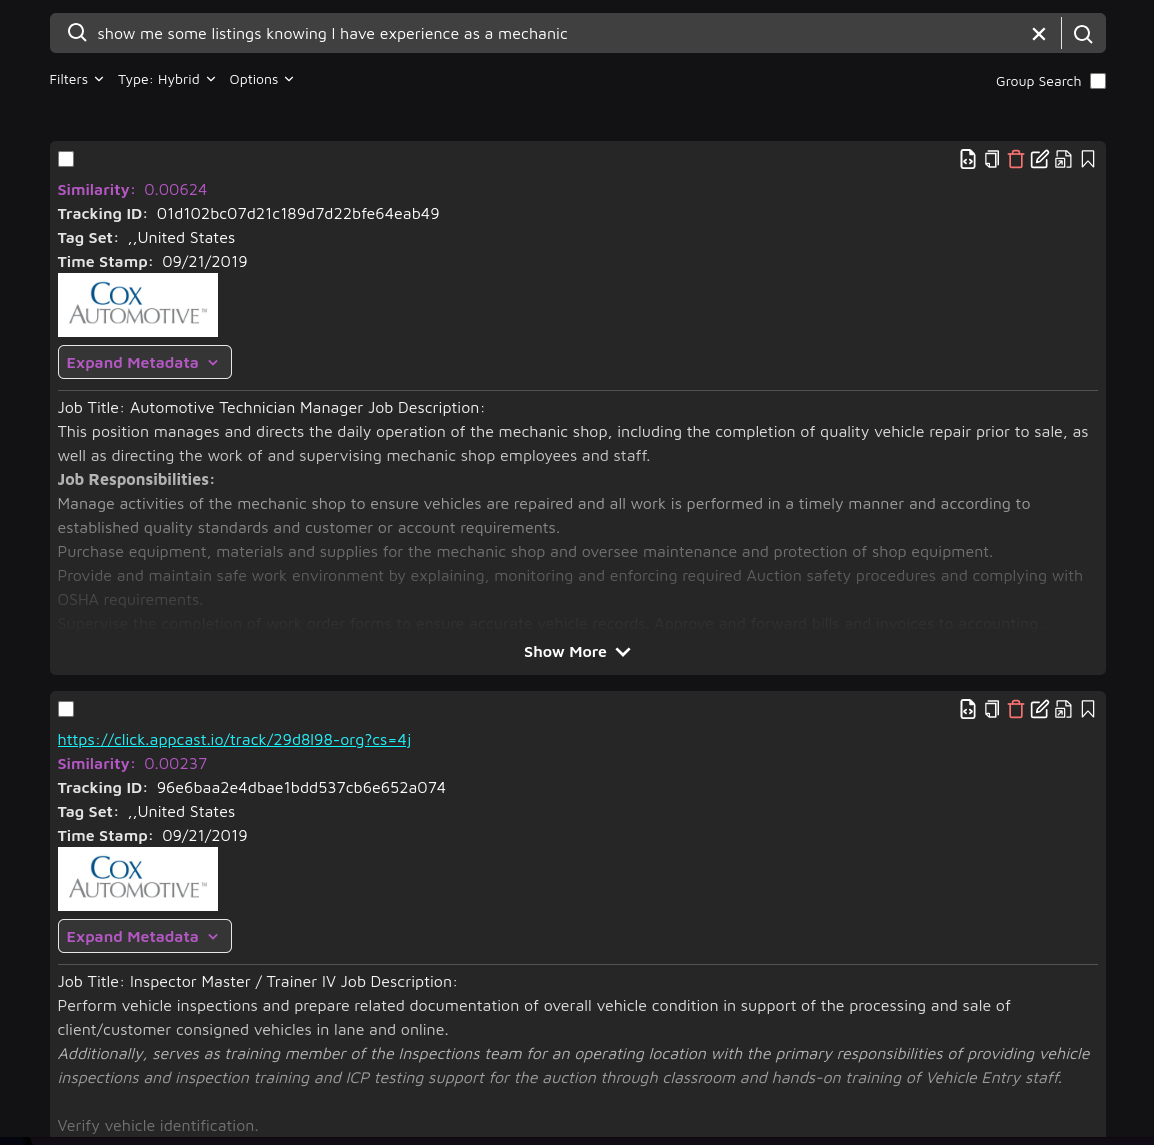 show me some listings knowing I have experience as a mechanic
Filters Type: Hybrid Options Group Search
Similarity: 0.00624
Tracking ID: 01d102bc07d21c189d7d22bfe64eab49
Tag Set: ,,United States
Time Stamp: 09/21/2019
COX
AUTOMOTIVE™
Expand Metadata
Job Title: Automotive Technician Manager Job Description:
This position manages and directs the daily operation of the mechanic shop, including the completion of quality vehicle repair prior to sale, as
well as directing the work of and supervising mechanic shop employees and staff.
Job Responsibilities:
Manage activities of the mechanic shop to ensure vehicles are repaired and all work is performed in a timely manner and according to
established quality standards and customer or account requirements.
Purchase equipment, materials and supplies for the mechanic shop and oversee maintenance and protection of shop equipment.
Provide and maintain safe work environment by explaining, monitoring and enforcing required Auction safety procedures and complying with
OSHA requirements.
Supervise the completion of work order forms to ensure accurate vehicle records. Approve and forward bills and invoices to accounting.
Show More
https://click.appcast.io/track/29d8l98-org?cs=4j
Similarity: 0.00237
Tracking ID: 96e6baa2e4dbae1bdd537cb6e652a074
Tag Set: ,,United States
Time Stamp: 09/21/2019
COX
AUTOMOTIVE™
Expand Metadata
Job Title: Inspector Master / Trainer IV Job Description:
Perform vehicle inspections and prepare related documentation of overall vehicle condition in support of the processing and sale of
client/customer consigned vehicles in lane and online.
Additionally, serves as training member of the Inspections team for an operating location with the primary responsibilities of providing vehicle
inspections and inspection training and ICP testing support for the auction through classroom and hands-on training of Vehicle Entry staff.
Verify vehicle identification.